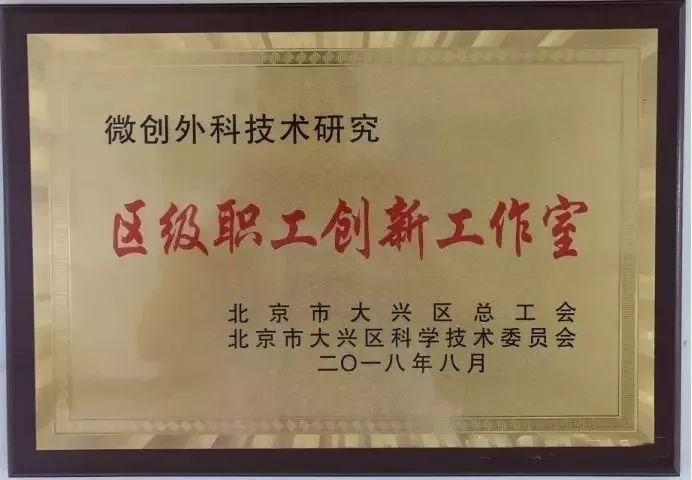 微创外科技术研究
区级职工创新工作室
北京市大兴区总工会
北京市大兴区科学技术委员会
二〇一八年八月